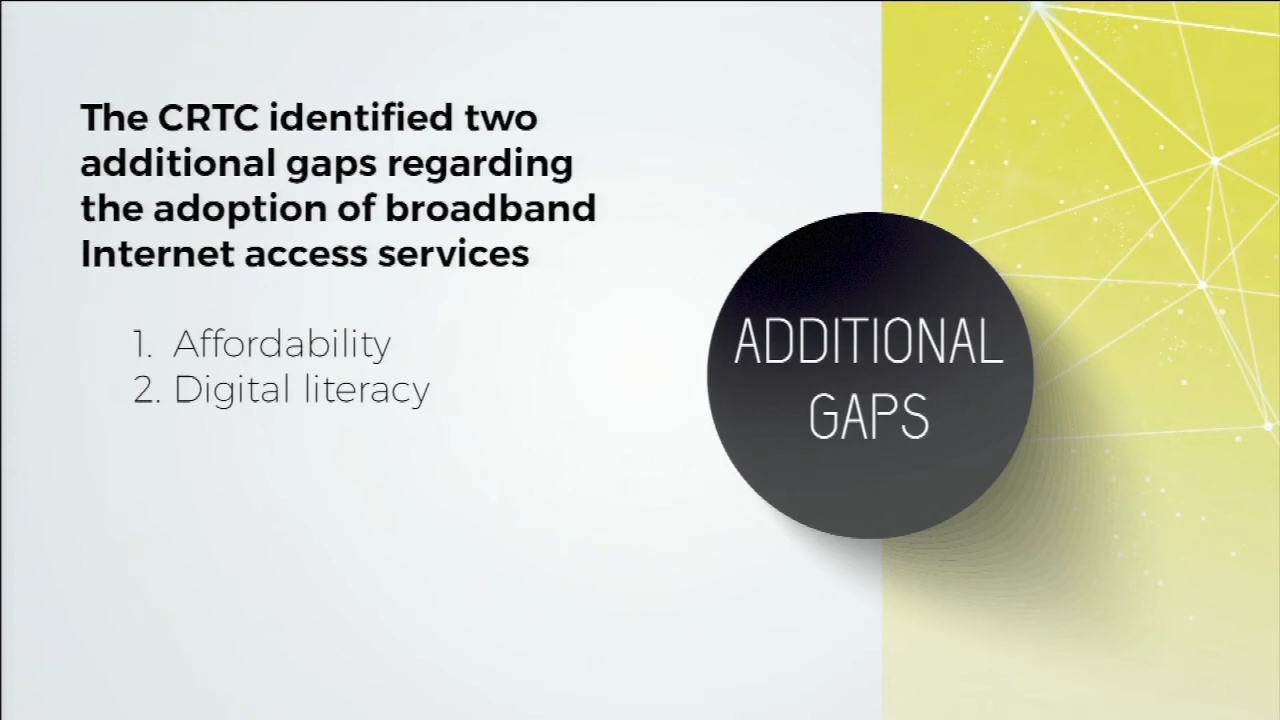 The CRTC identified two
additional gaps regarding
the adoption of broadband
Internet access services
1. Affordability
2. Digital literacy
ADDITIONAL
GAPS